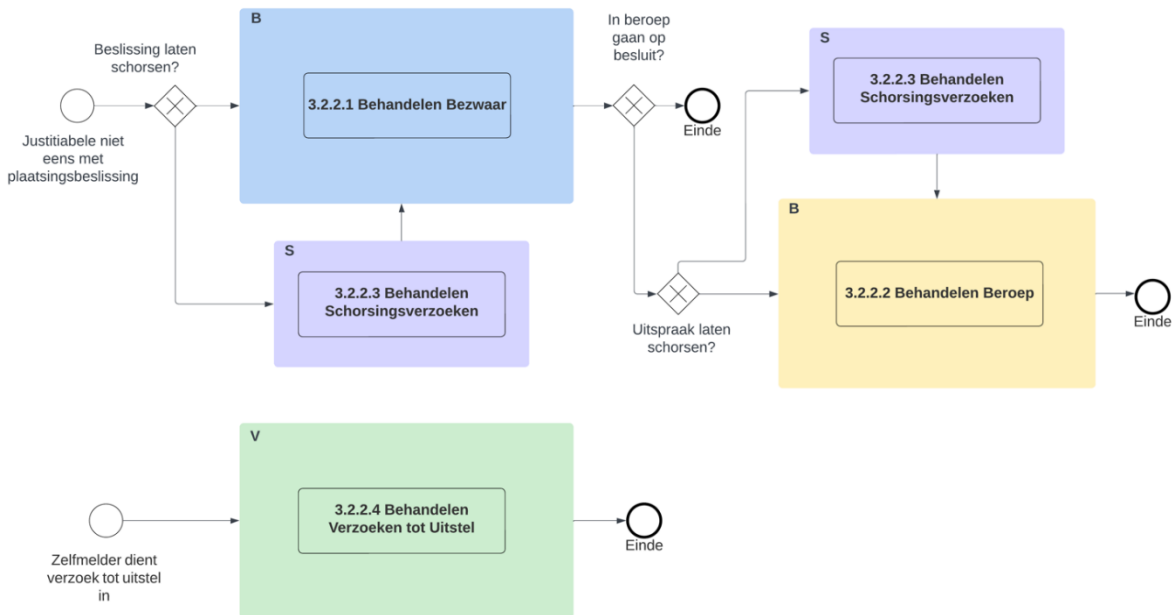 B
Beslissing laten
schorsen?
3.2.2.1 Behandelen Bezwaar
Justitiabele niet
eens met
plaatsingsbeslissing
S
3.2.2.3 Behandelen
Schorsingsverzoeken
In beroep
gaan op
besluit?
Einde
S
3.2.2.3 Behandelen
Schorsingsverzoeken
Uitspraak laten
schorsen?
B
3.2.2.2 Behandelen Beroep
Einde
V
3.2.2.4 Behandelen
Verzoeken tot Uitstel
Zelfmelder dient
verzoek tot uitstel
in
Einde